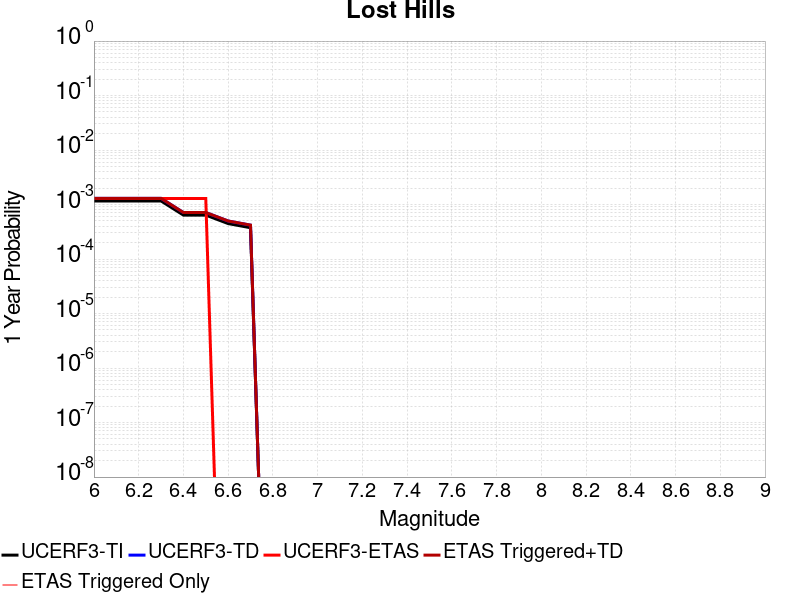 Lost Hills
10^0
10^-1
10^-2
10^-3
10^-4
10^-5
10^-6
10^-7
10^-8
1 Year Probability
6 6.2 6.4 6.6 6.8 7 7.2 7.4 7.6 7.8 8 8.2 8.4 8.6 8.8 9
Magnitude
UCERF3-TI UCERF3-TD UCERF3-ETAS ETAS Triggered+TD
ETAS Triggered Only